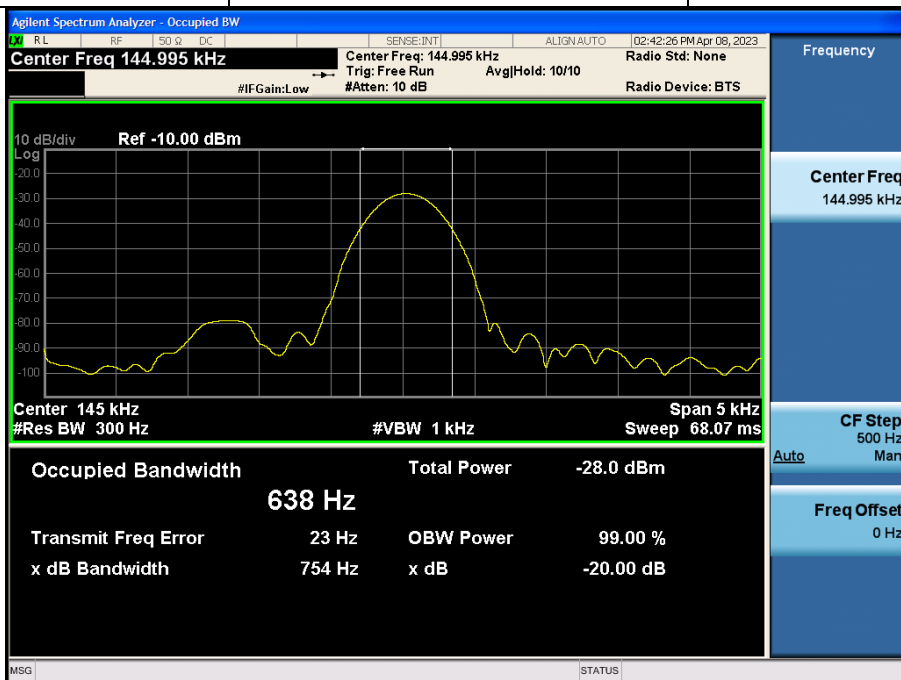 Agilent Spectrum Analyzer - Occupied BW
LXI RL RF 50 Ω DC SENSE:INT ALIGN AUTO 02:42:26 PM Apr 08, 2023
Center Freq 144.995 kHz
Center Freq: 144.995 kHz
Radio Std: None
Trig: Free Run Avg|Hold: 10/10
#IFGain:Low #Atten: 10 dB Radio Device: BTS
10 dB/div Ref -10.00 dBm
Log
-20.0
-30.0
-40.0
-50.0
-60.0
-70.0
-80.0
-90.0
-100
Center 145 kHz Span 5 kHz
#Res BW 300 Hz #VBW 1 kHz Sweep 68.07 ms
Occupied Bandwidth Total Power -28.0 dBm
638 Hz
Transmit Freq Error 23 Hz OBW Power 99.00 %
x dB Bandwidth 754 Hz x dB -20.00 dB
MSG STATUS
Frequency
Center Freq
144.995 kHz
CF Step
500 Hz
Auto Man
Freq Offset
0 Hz